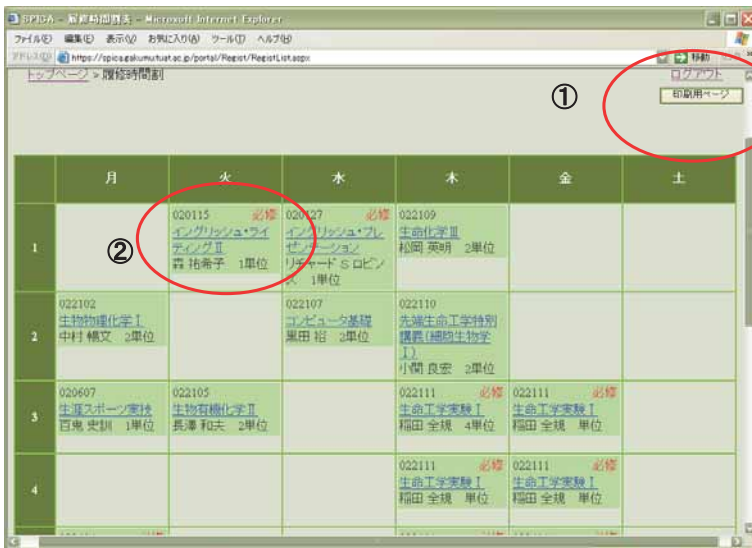 SPICA - 履修時間割表 - Microsoft Internet Explorer
ファイル(F) 編集(E) 表示(V) お気に入り(A) ツール(T) ヘルプ(H)
アドレス(D) https://spica.gakumu.tuat.ac.jp/portal/Regist/RegistList.aspx 移動
トップページ > 履修時間割
ログアウト
①
印刷用ページ
月 火 水 木 金 土
1
②
020115 必修
イングリッシュ・ライ
ティングⅡ
森 祐希子 1単位
020127 必修
イングリッシュ・プレ
ゼンテーション
リチャード S ロビン
ス 1単位
022109
生命化学Ⅲ
松岡 英明 2単位
2
022102
生物物理化学Ⅰ
中村 暢文 2単位
022107
コンピュータ基礎
黒田 裕 2単位
022110
先端生命工学特別
講義(細胞生物学
Ⅰ)
小関 良宏 2単位
3
020607
生涯スポーツ実技
百鬼 史訓 1単位
022105
生物有機化学Ⅱ
長澤 和夫 2単位
022111 必修
生命工学実験Ⅰ
稲田 全規 4単位
022111 必修
生命工学実験Ⅰ
稲田 全規 単位
4
022111 必修
生命工学実験Ⅰ
稲田 全規 単位
022111 必修
生命工学実験Ⅰ
稲田 全規 単位